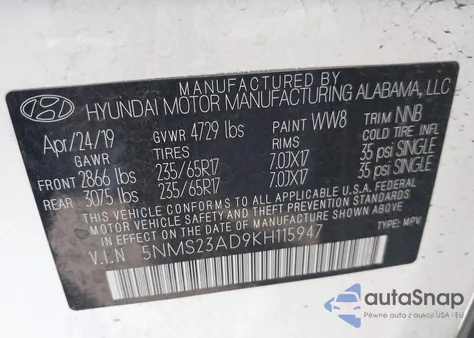 MANUFACTURED BY
HYUNDAI MOTOR MANUFACTURING ALABAMA, LLC
Apr/24/19 GVWR 4729 lbs PAINT WW8 TRIM NNB
GAWR TIRES RIMS COLD TIRE INFL
FRONT 2866 lbs 235/65R17 7.0JX17 35 psi SINGLE
REAR 3075 lbs 235/65R17 7.0JX17 35 psi SINGLE
THIS VEHICLE CONFORMS TO ALL APPLICABLE U.S.A. FEDERAL
MOTOR VEHICLE SAFETY AND BUMPER STANDARDS
IN EFFECT ON THE DATE OF MANUFACTURE SHOWN ABOVE.
V.I.N 5NMS23AD9KH115947 TYPE: MPV
autoSnap
Pewne auta z aukcji USA - EU